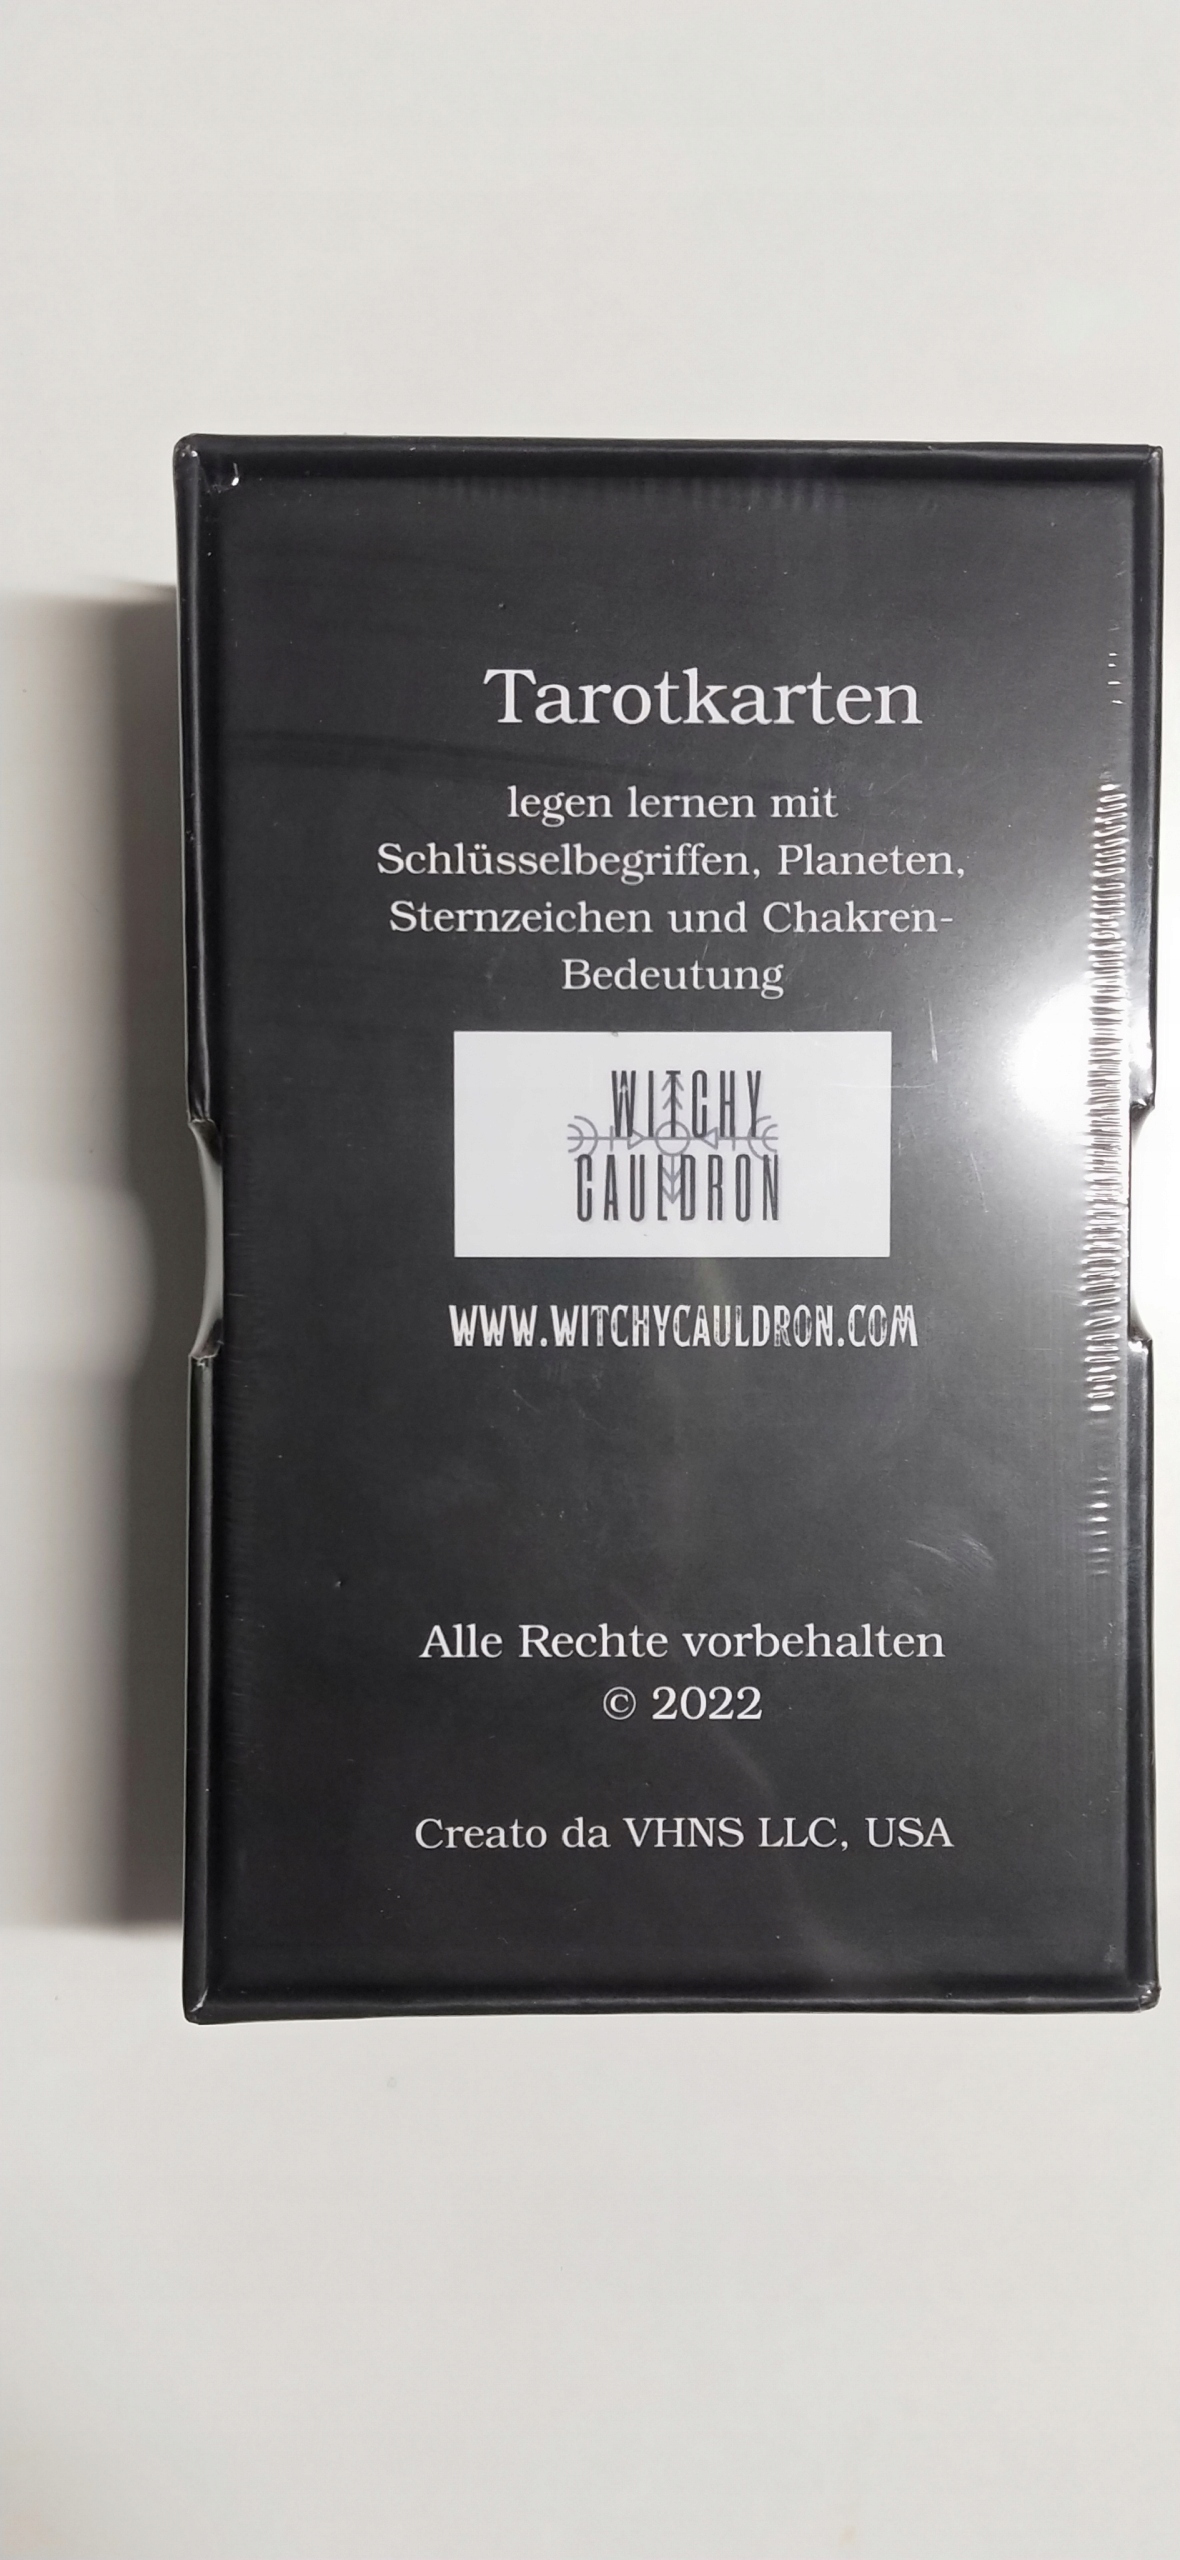 Tarotkarten
legen lernen mit
Schlüsselbegriffen, Planeten,
Sternzeichen und Chakren-
Bedeutung
WITCHY
CAULDRON
WWW.WITCHYCAULDRON.COM
Alle Rechte vorbehalten
© 2022
Creato da VHNS LLC, USA